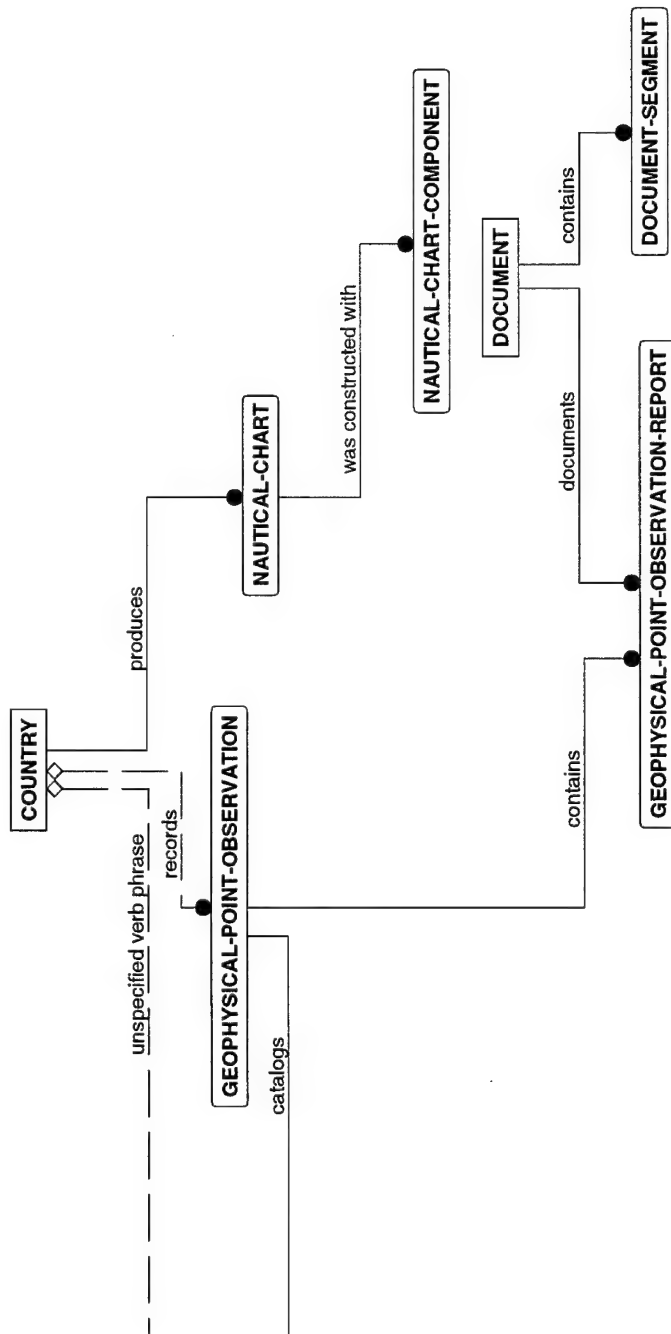 COUNTRY
unspecified verb phrase
records
produces
GEOPHYSICAL-POINT-OBSERVATION
NAUTICAL-CHART
catalogs
was constructed with
NAUTICAL-CHART-COMPONENT
DOCUMENT
contains
documents
contains
GEOPHYSICAL-POINT-OBSERVATION-REPORT
DOCUMENT-SEGMENT